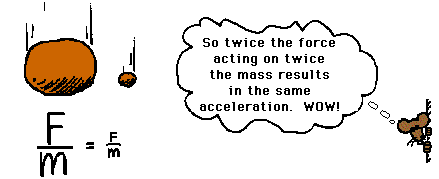 So twice the force
acting on twice
the mass results
in the same
acceleration. WOW!
F/m = F/m